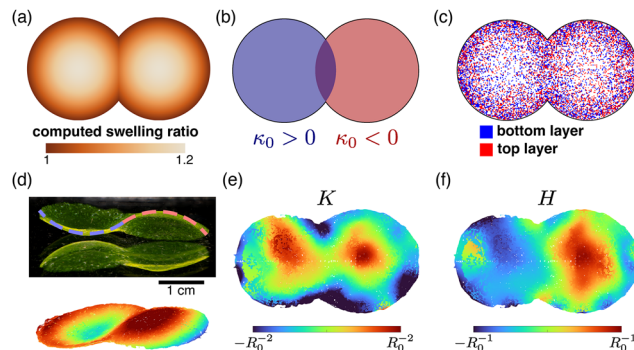 (a)
computed swelling ratio
1 1.2
(b)
κ₀ > 0 κ₀ < 0
(c)
bottom layer
top layer
(d)
1 cm
(e)
K
−R₀⁻² R₀⁻²
(f)
H
−R₀⁻¹ R₀⁻¹